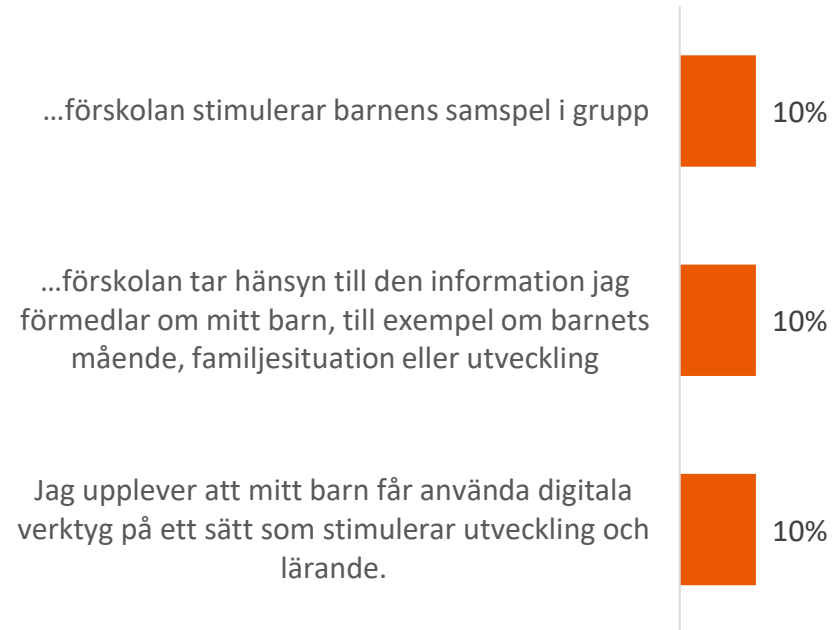 …förskolan stimulerar barnens samspel i grupp
10%
…förskolan tar hänsyn till den information jag
förmedlar om mitt barn, till exempel om barnets
mående, familjesituation eller utveckling
10%
Jag upplever att mitt barn får använda digitala
verktyg på ett sätt som stimulerar utveckling och
lärande.
10%